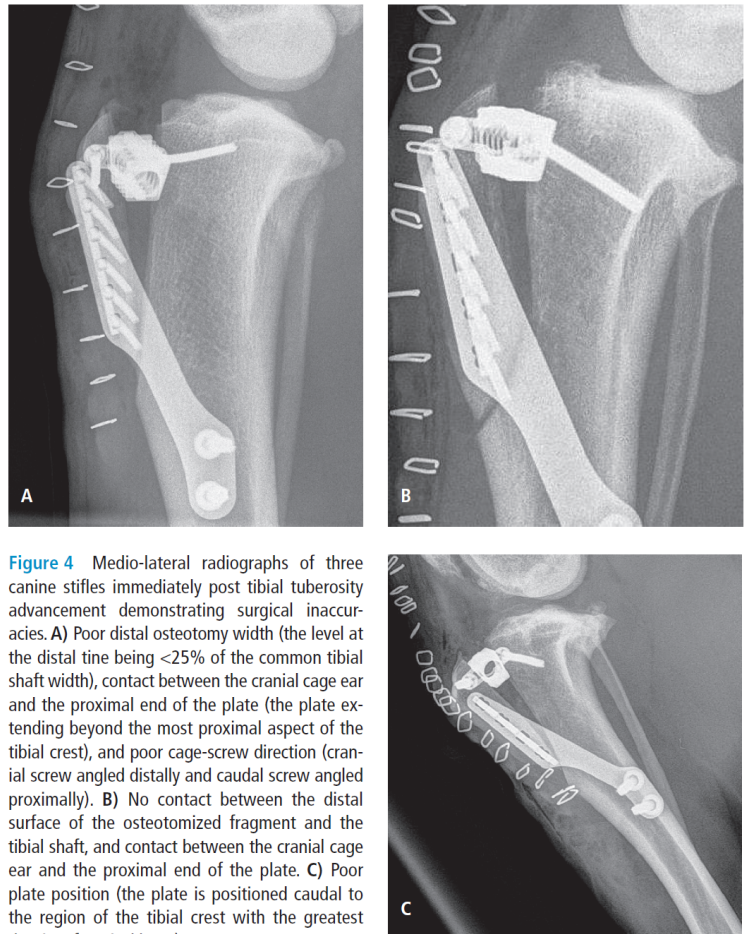 A
B
Figure 4 Medio-lateral radiographs of three
canine stifles immediately post tibial tuberosity
advancement demonstrating surgical inaccur-
acies. A) Poor distal osteotomy width (the level at
the distal tine being <25% of the common tibial
shaft width), contact between the cranial cage ear
and the proximal end of the plate (the plate ex-
tending beyond the most proximal aspect of the
tibial crest), and poor cage-screw direction (cran-
ial screw angled distally and caudal screw angled
proximally). B) No contact between the distal
surface of the osteotomized fragment and the
tibial shaft, and contact between the cranial cage
ear and the proximal end of the plate. C) Poor
plate position (the plate is positioned caudal to
the region of the tibial crest with the greatest
C